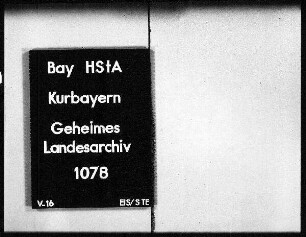 Bay HStA
Kurbayern
Geheimes
Landesarchiv
1078
V-16 EIS/STE